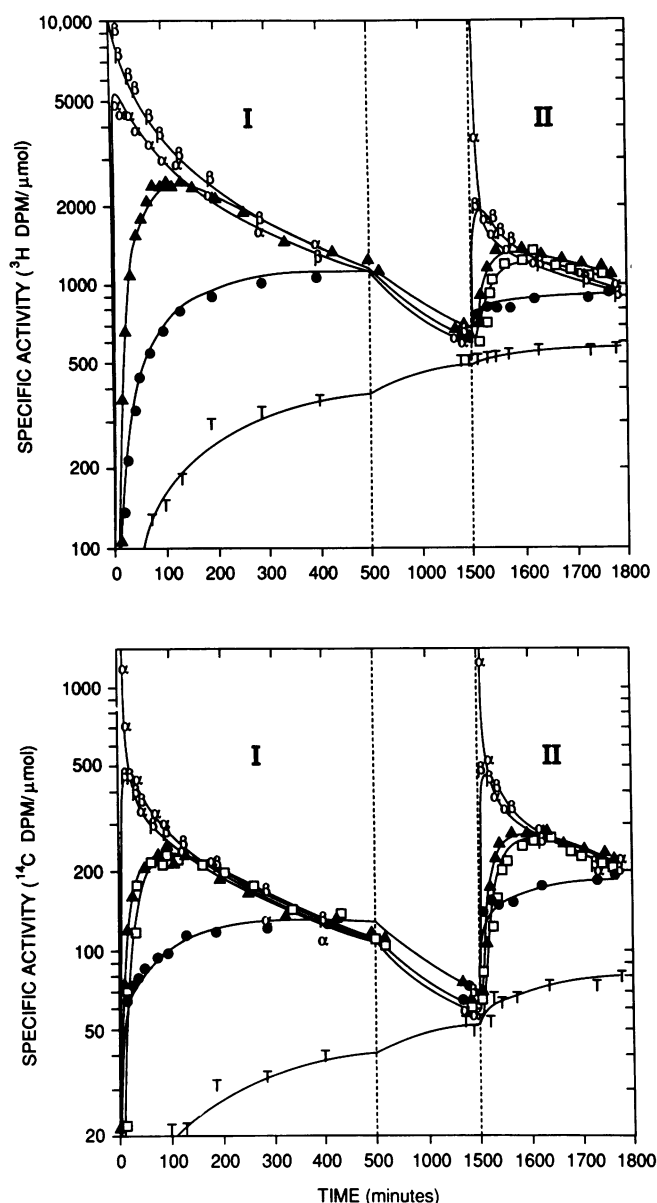 10,000
5000
2000
1000
500
200
100
SPECIFIC ACTIVITY (³H DPM/μmol)
I
II
β
α
T
0 100 200 300 400 500 1000 1500 1600 1700 1800
1000
500
200
100
50
20
SPECIFIC ACTIVITY (¹⁴C DPM/μmol)
I
II
α
β
T
0 100 200 300 400 500 1000 1500 1600 1700 1800
TIME (minutes)